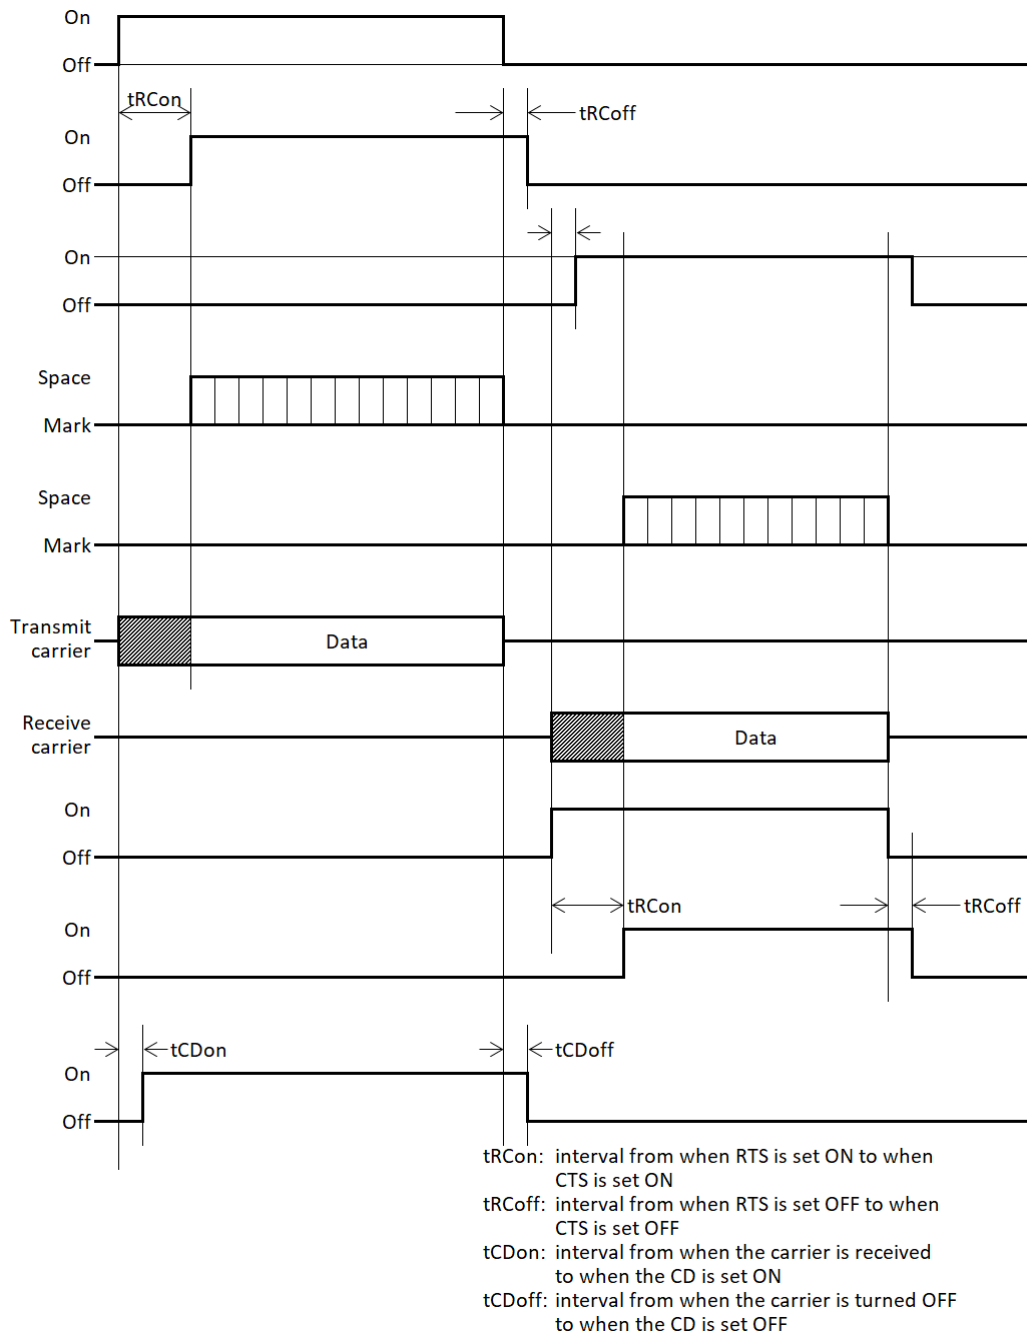 On
Off
tRCon
tRCoff
On
Off
On
Off
Space
Mark
Space
Mark
Transmit
carrier
Data
Receive
carrier
Data
On
Off
tRCon
tRCoff
On
Off
tCDon
tCDoff
On
Off
tRCon: interval from when RTS is set ON to when
CTS is set ON
tRCoff: interval from when RTS is set OFF to when
CTS is set OFF
tCDon: interval from when the carrier is received
to when the CD is set ON
tCDoff: interval from when the carrier is turned OFF
to when the CD is set OFF